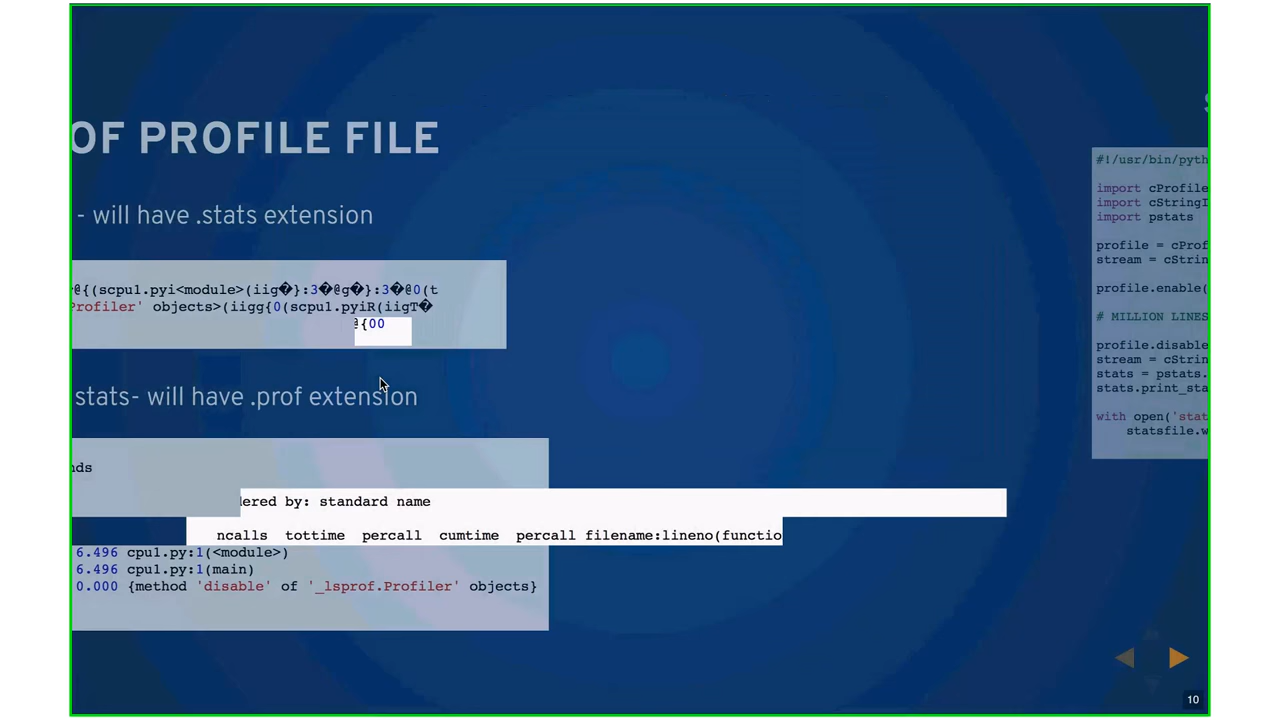 OF PROFILE FILE
- will have .stats extension
@{(scpu1.pyi<module>(iig�}:3�@g�}:3�@0(t
Profiler' objects>(iigg{0(scpu1.pyiR(iigT�
@{00
stats- will have .prof extension
nds
dered by: standard name
ncalls tottime percall cumtime percall filename:lineno(functio
6.496 cpu1.py:1(<module>)
6.496 cpu1.py:1(main)
0.000 {method 'disable' of '_lsprof.Profiler' objects}
#!/usr/bin/pyth
import cProfile
import cStringI
import pstats
profile = cProf
stream = cStrin
profile.enable(
# MILLION LINES
profile.disable
stream = cStrin
stats = pstats.
stats.print_sta
with open('stat
statsfile.w
10